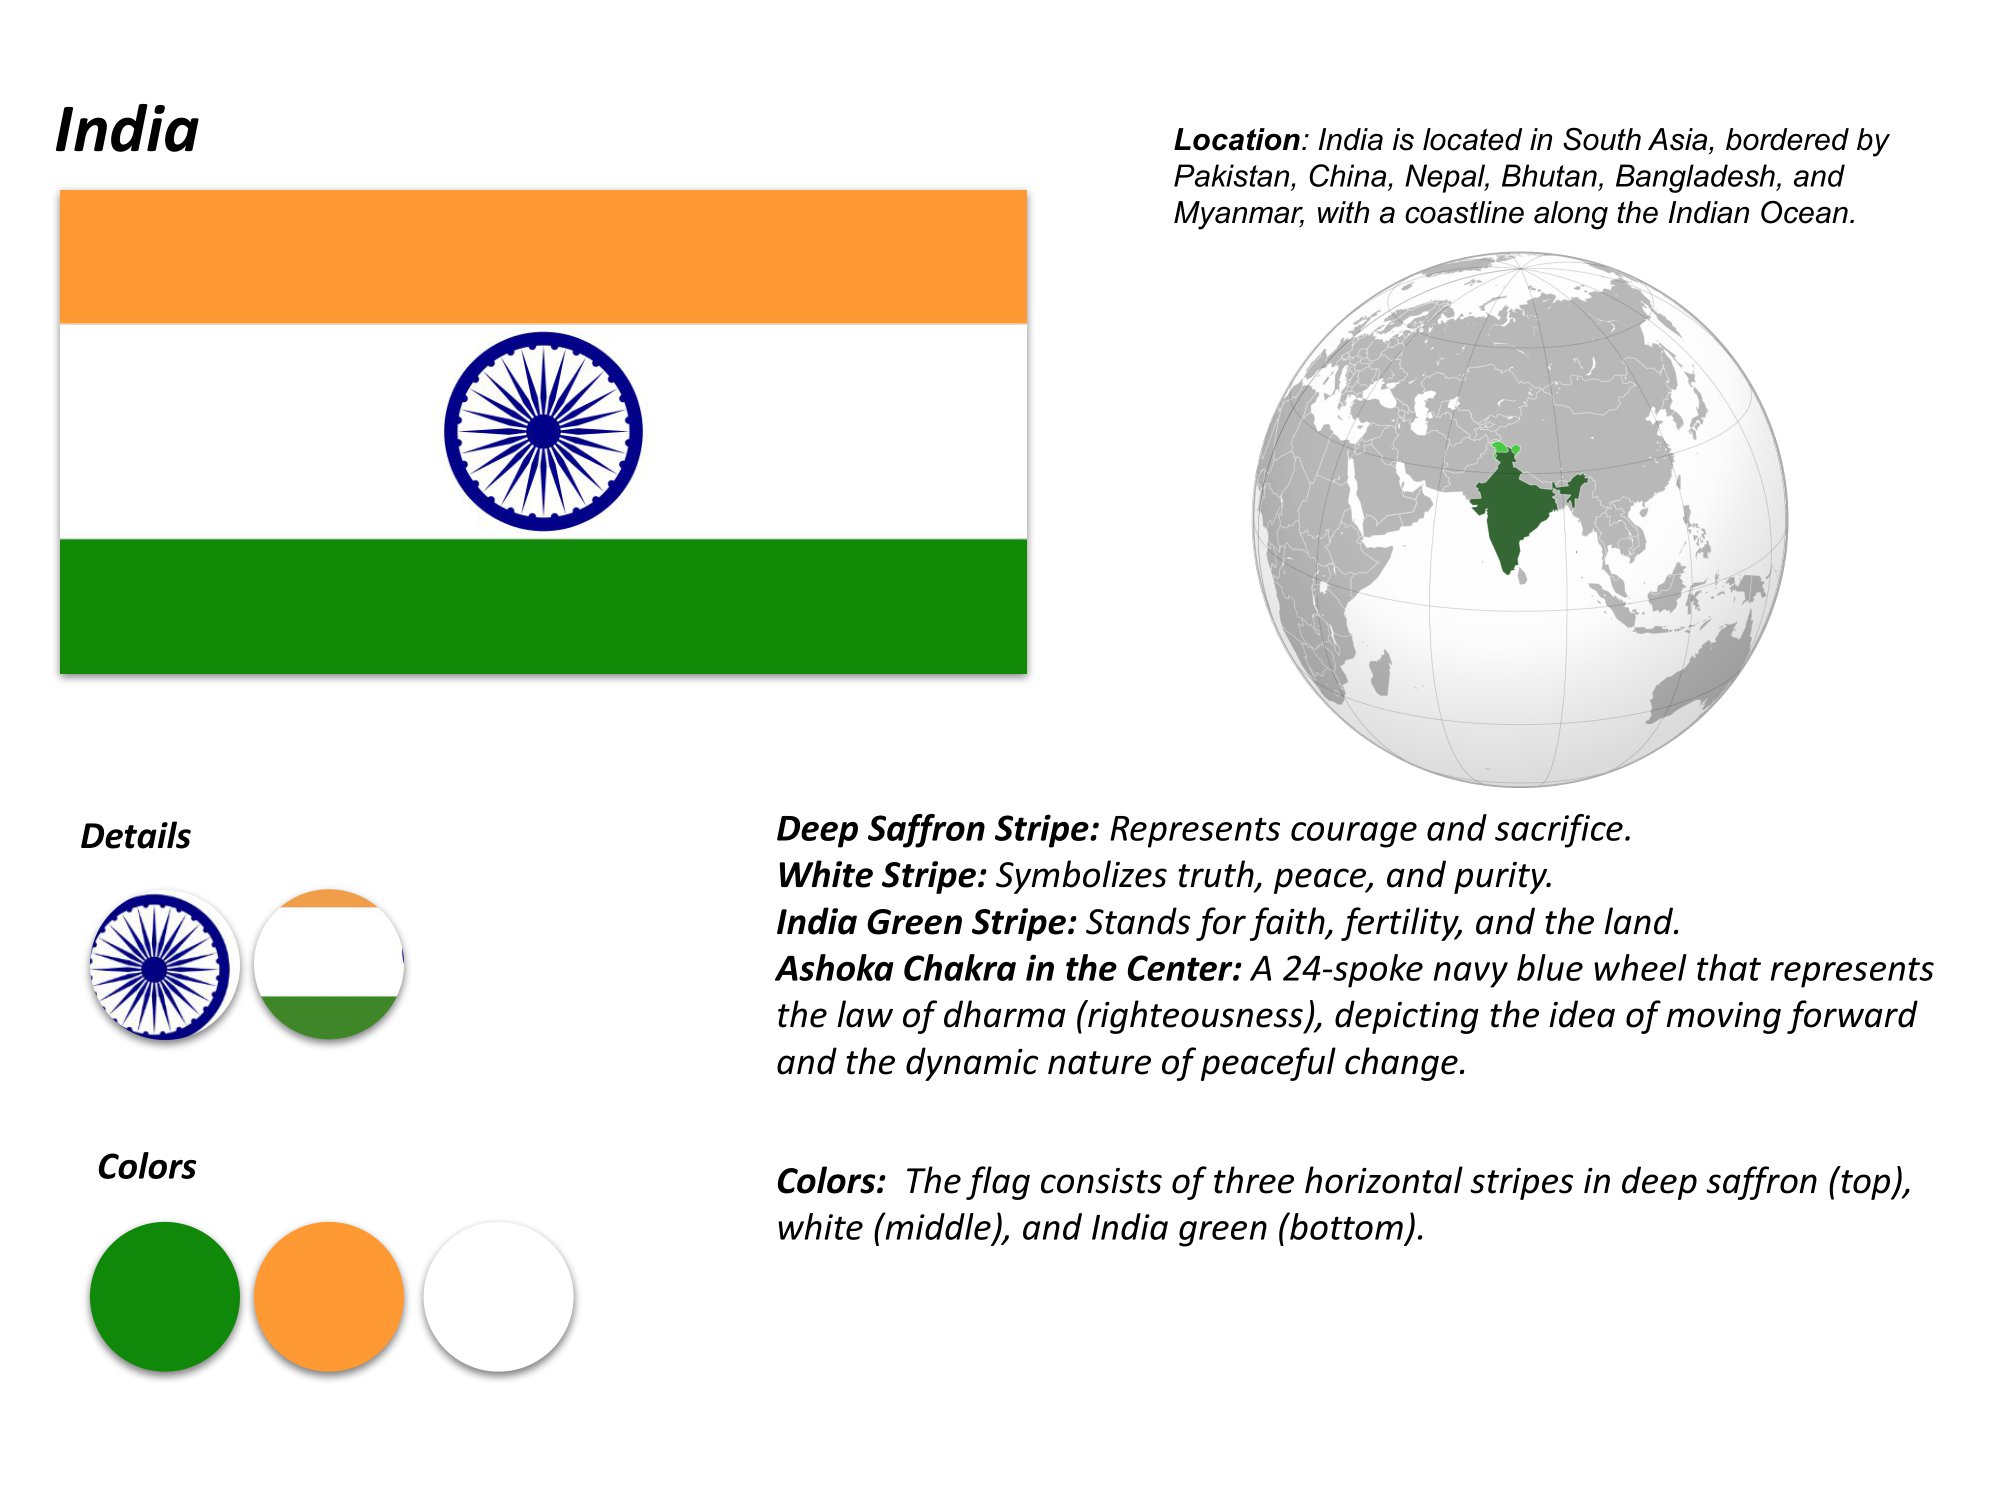 India
Location: India is located in South Asia, bordered by
Pakistan, China, Nepal, Bhutan, Bangladesh, and
Myanmar, with a coastline along the Indian Ocean.
Details
Deep Saffron Stripe: Represents courage and sacrifice.
White Stripe: Symbolizes truth, peace, and purity.
India Green Stripe: Stands for faith, fertility, and the land.
Ashoka Chakra in the Center: A 24-spoke navy blue wheel that represents
the law of dharma (righteousness), depicting the idea of moving forward
and the dynamic nature of peaceful change.
Colors
Colors:  The flag consists of three horizontal stripes in deep saffron (top),
white (middle), and India green (bottom).